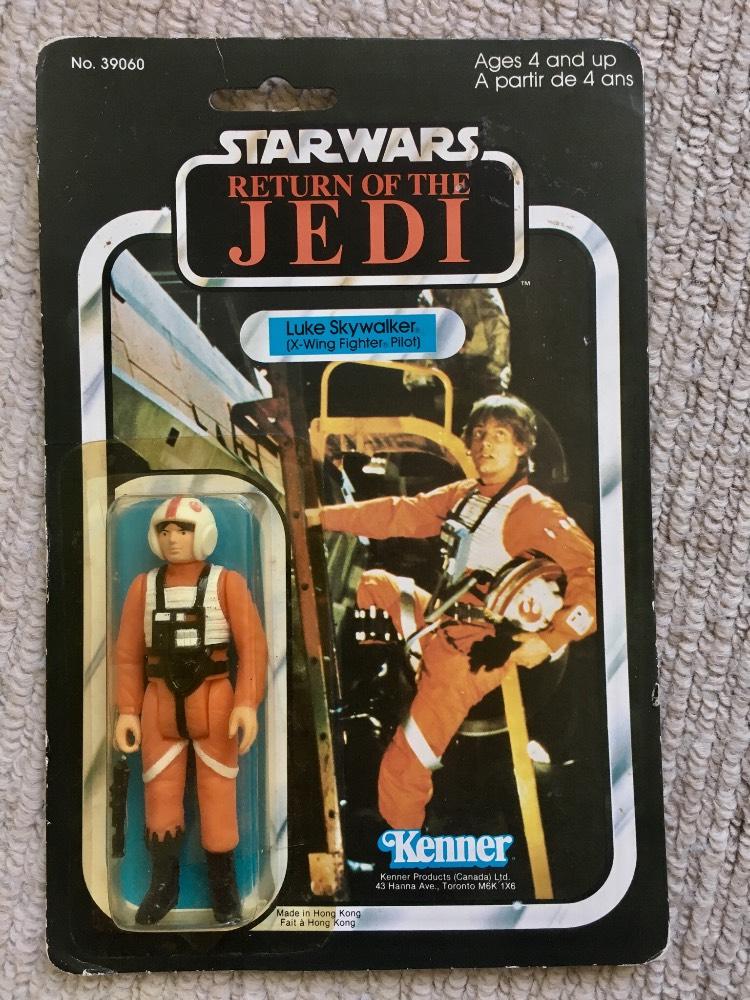 No. 39060
Ages 4 and up
A partir de 4 ans
STAR WARS
RETURN OF THE
JEDI
™
Luke Skywalker®
(X-Wing Fighter® Pilot)
Kenner
Kenner Products (Canada) Ltd.
43 Hanna Ave., Toronto M6K 1X6
Made in Hong Kong
Fait à Hong Kong